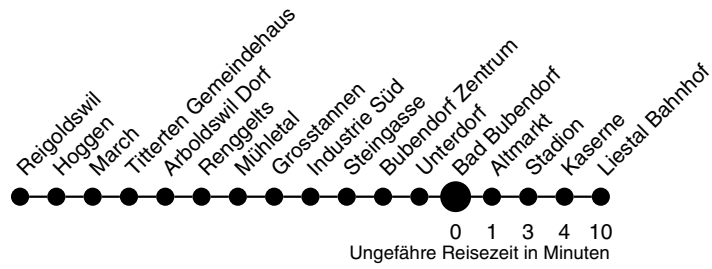 Reigoldswil
Hoggen
March
Titterten Gemeindehaus
Arboldswil Dorf
Renggelts
Mühletal
Grosstannen
Industrie Süd
Steingasse
Bubendorf Zentrum
Unterdorf
Bad Bubendorf
Altmarkt
Stadion
Kaserne
Liestal Bahnhof
0 1 3 4 10
Ungefähre Reisezeit in Minuten